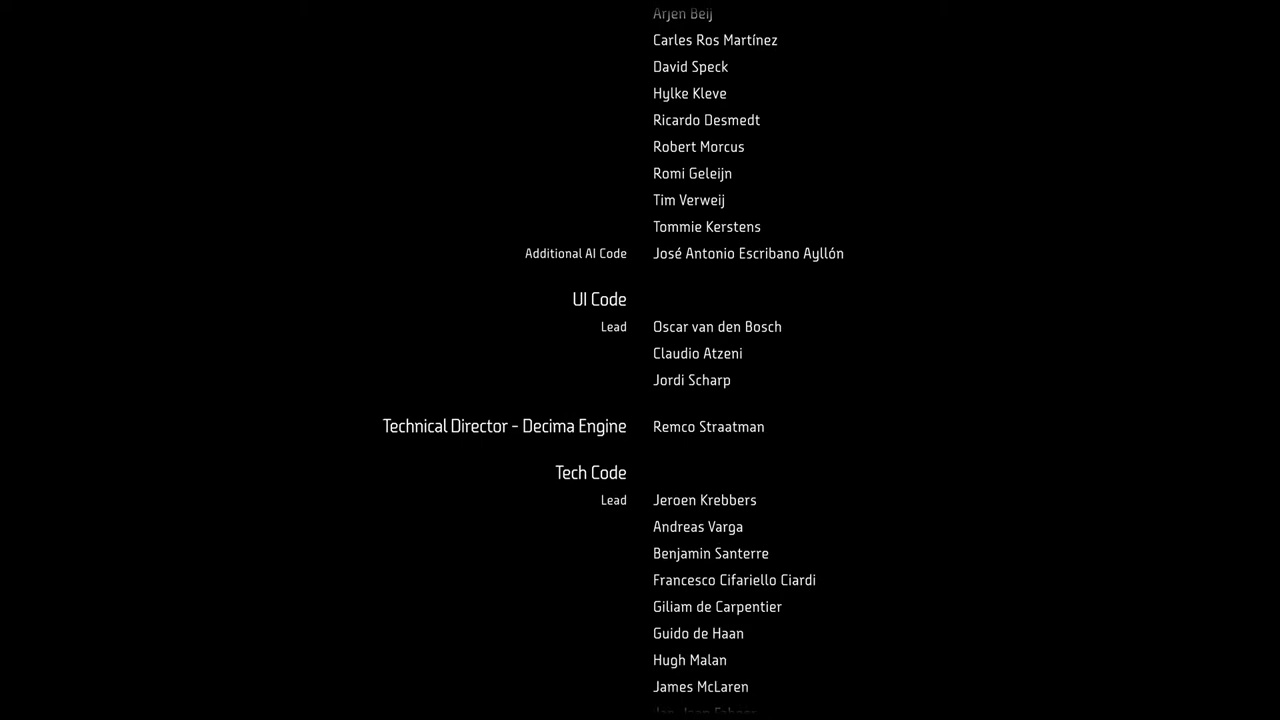 Arjen Beij
Carles Ros Martínez
David Speck
Hylke Kleve
Ricardo Desmedt
Robert Morcus
Romi Geleijn
Tim Verweij
Tommie Kerstens
Additional AI Code José Antonio Escribano Ayllón
UI Code
Lead Oscar van den Bosch
Claudio Atzeni
Jordi Scharp
Technical Director - Decima Engine Remco Straatman
Tech Code
Lead Jeroen Krebbers
Andreas Varga
Benjamin Santerre
Francesco Cifariello Ciardi
Giliam de Carpentier
Guido de Haan
Hugh Malan
James McLaren